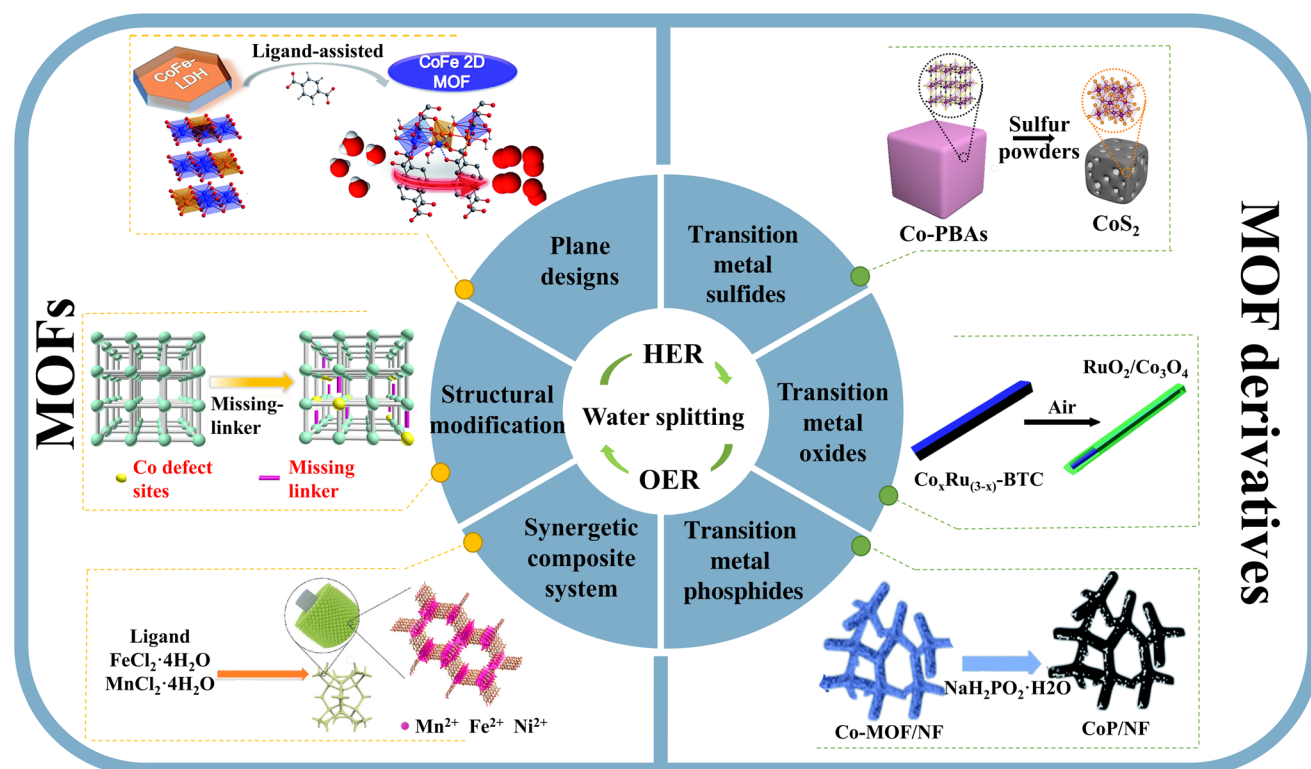 MOFs
CoFe-
LDH
Ligand-assisted
CoFe 2D
MOF
Missing-
linker
Co defect
sites
Missing
linker
Ligand
FeCl₂·4H₂O
MnCl₂·4H₂O
Mn²⁺ Fe²⁺ Ni²⁺
Plane
designs
Structural
modification
Synergetic
composite
system
HER
Water splitting
OER
Transition
metal
sulfides
Transition
metal
oxides
Transition
metal
phosphides
Co-PBAs
Sulfur
powders
CoS₂
CoₓRu₍₃₋ₓ₎-BTC
Air
RuO₂/Co₃O₄
Co-MOF/NF
NaH₂PO₂·H2O
CoP/NF
MOF derivatives